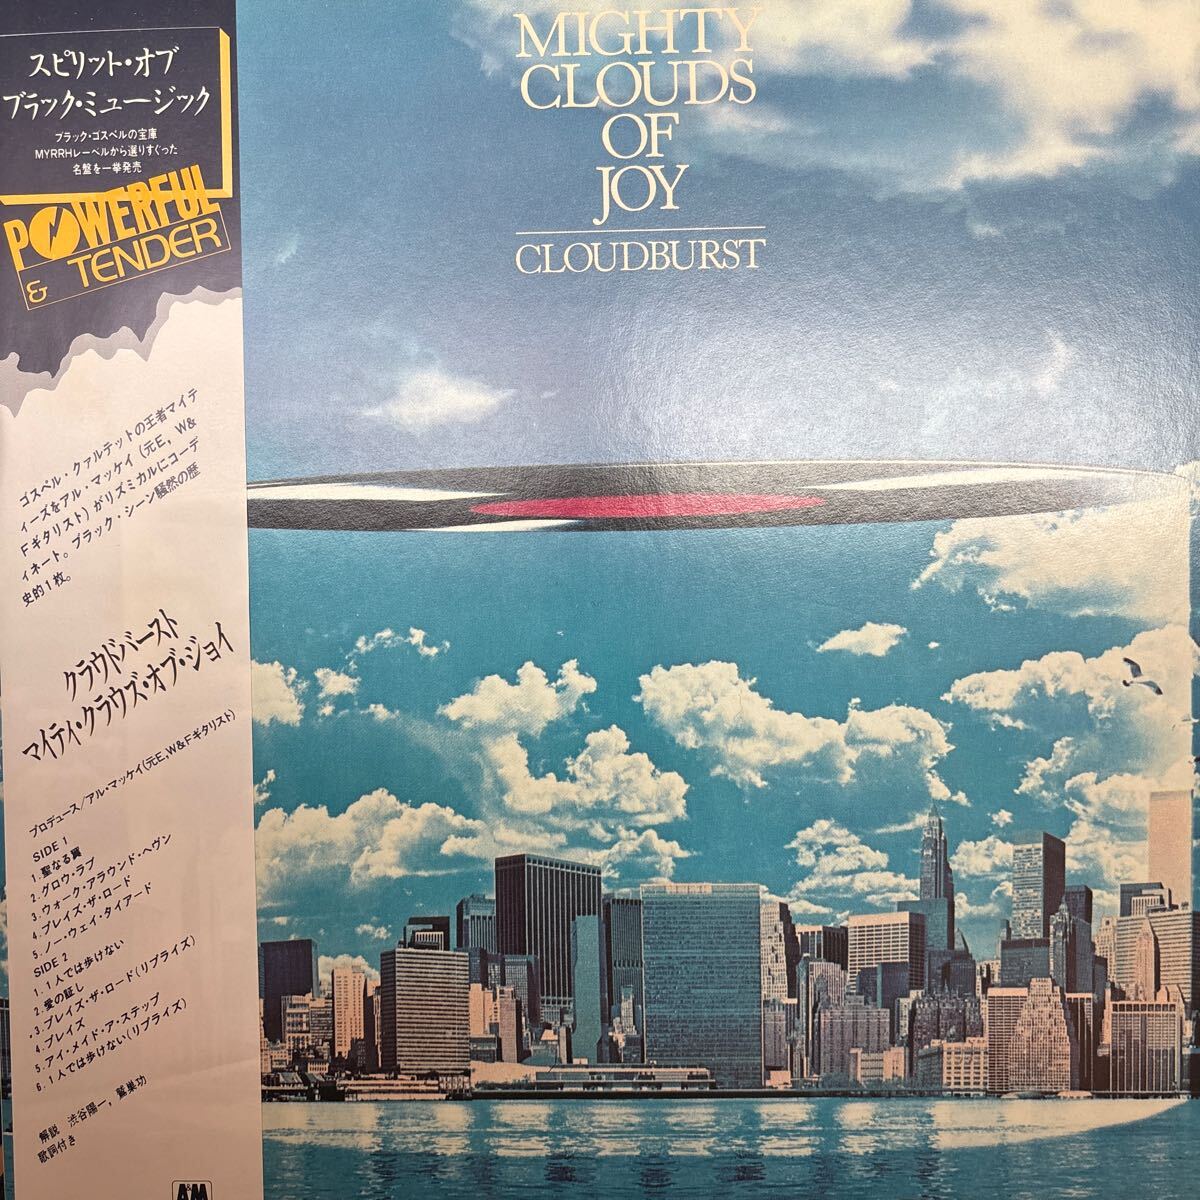 スピリット・オブ
ブラック・ミュージック
ブラック・ゴスペルの宝庫
MYRRHレーベルから選りすぐった
名盤を一挙発売
POWERFUL
& TENDER
ゴスペル・クァルテットの王者マイテ
ィーズをアル・マッケイ(元E, W&
Fギタリスト)がリズミカルにコーデ
ィネート。ブラック・シーン騒然の歴
史的1枚。
クラウドバースト
マイティ・クラウズ・オブ・ジョイ
プロデュース/アル・マッケイ(元E,W&Fギタリスト)
SIDE 1
1.聖なる翼
2.グロウ・ラブ
3.ウォーク・アラウンド・ヘヴン
4.プレイズ・ザ・ロード
5.ノー・ウェイ・タイアード
SIDE 2
1.1人では歩けない
2.愛の証し
3.プレイズ・ザ・ロード(リプライズ)
4.プレイズ
5.アイ・メイド・ア・ステップ
6.1人では歩けない(リプライズ)
解説 渋谷陽一, 鷲巣功
歌詞付き
A&M
MIGHTY
CLOUDS
OF
JOY
CLOUDBURST